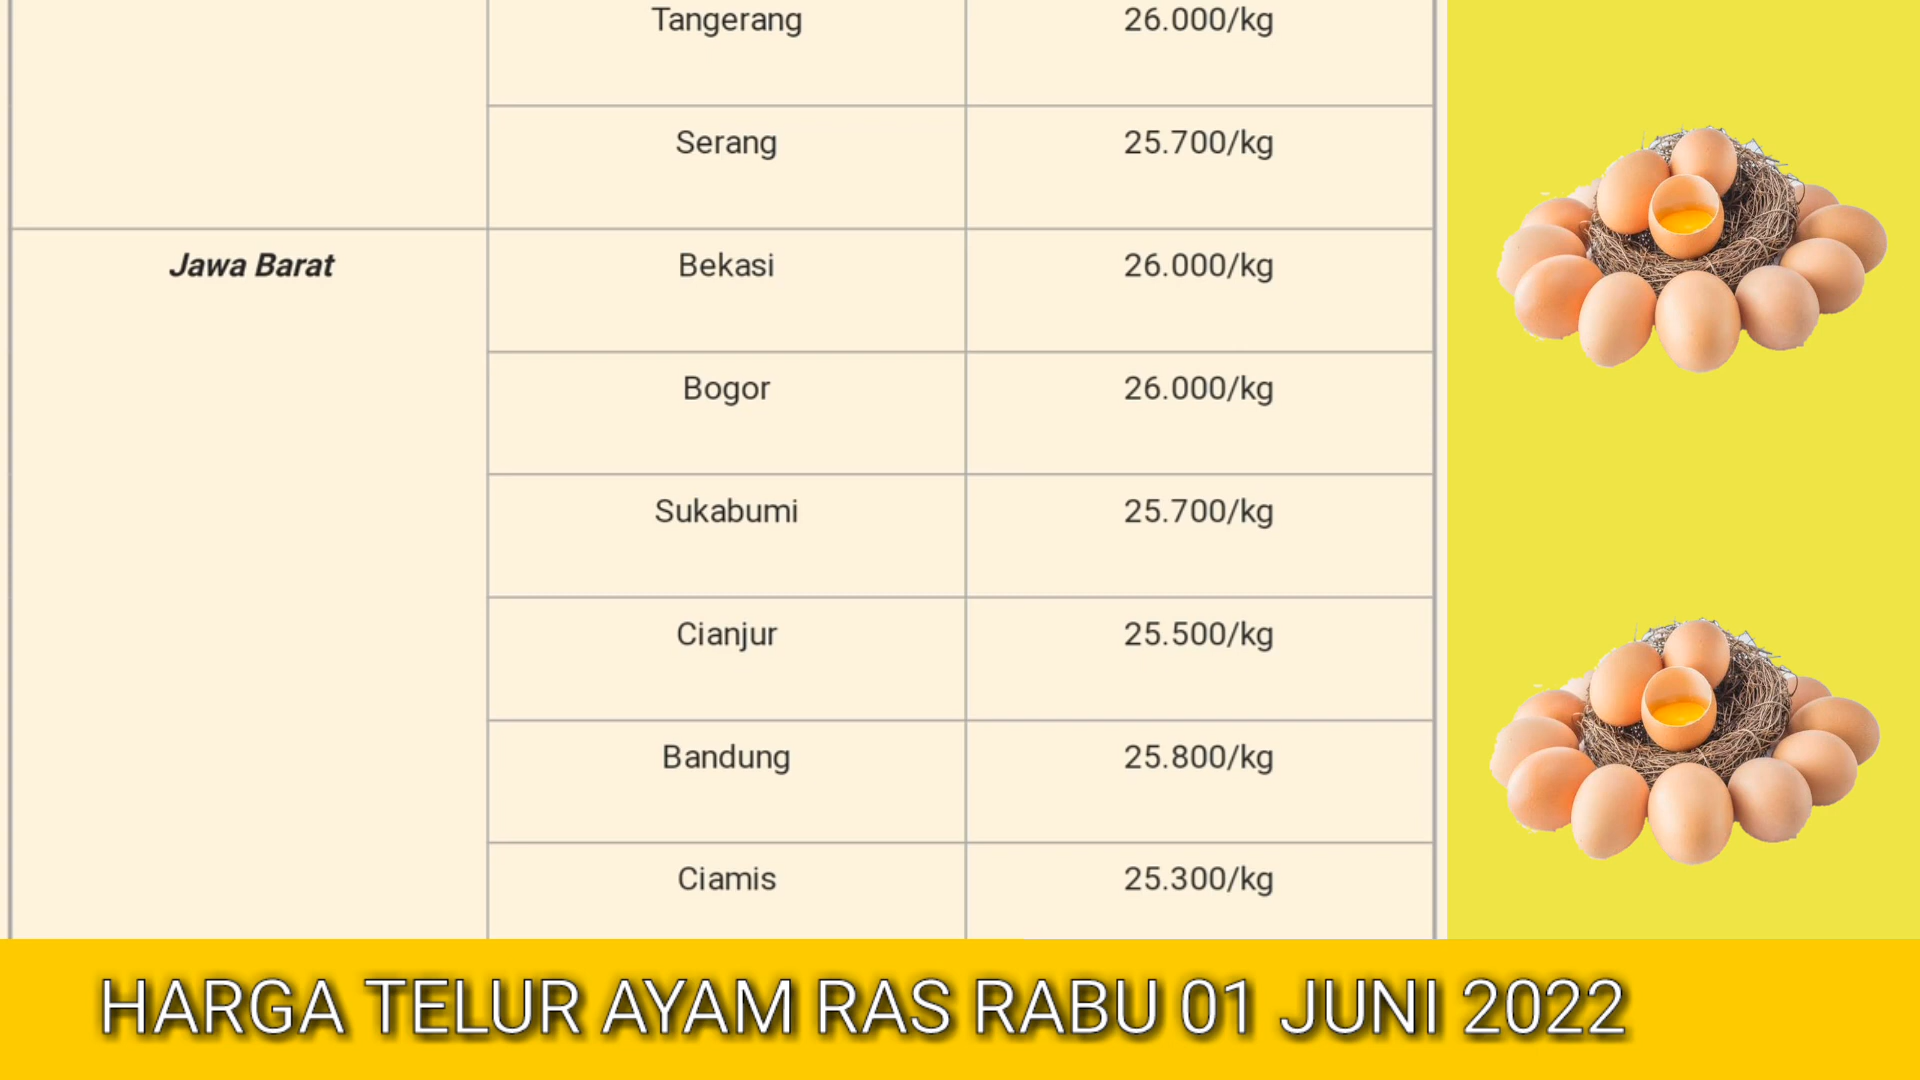 Tangerang 26.000/kg
Serang 25.700/kg
Jawa Barat Bekasi 26.000/kg
Bogor 26.000/kg
Sukabumi 25.700/kg
Cianjur 25.500/kg
Bandung 25.800/kg
Ciamis 25.300/kg
HARGA TELUR AYAM RAS RABU 01 JUNI 2022